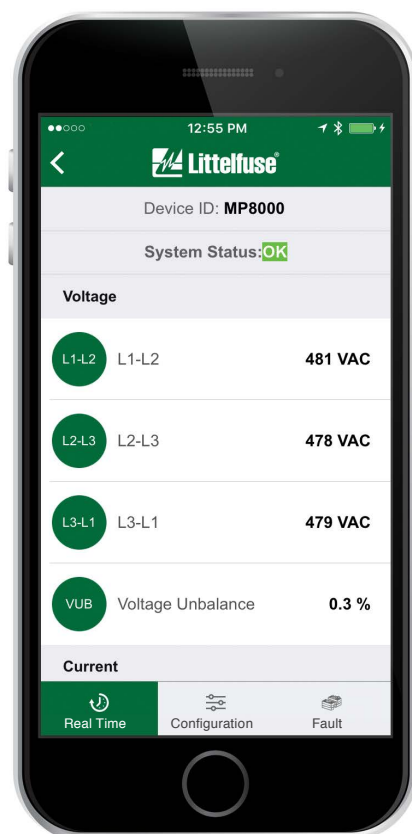 12:55 PM
Littelfuse®
Device ID: MP8000
System Status:OK
Voltage
L1-L2 L1-L2 481 VAC
L2-L3 L2-L3 478 VAC
L3-L1 L3-L1 479 VAC
VUB Voltage Unbalance 0.3 %
Current
Real Time Configuration Fault